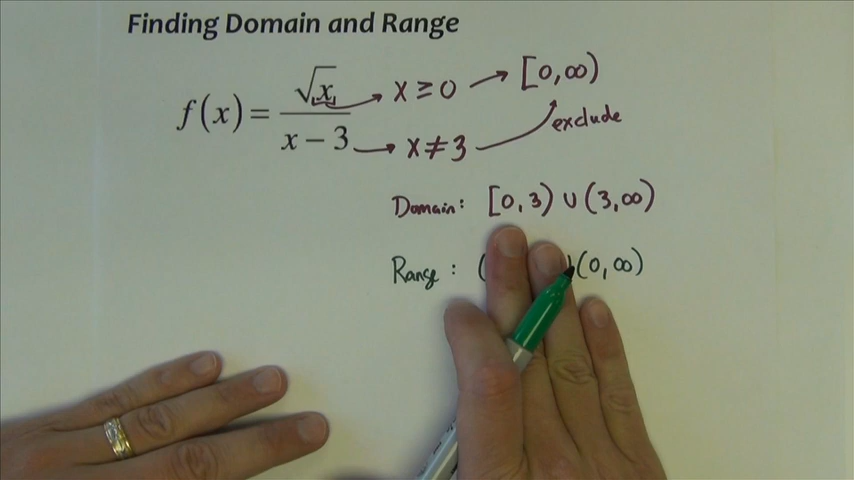 Finding Domain and Range
f(x) = √x / x − 3
x ≥ 0 → [0, ∞)
x ≠ 3
exclude
Domain: [0, 3) ∪ (3, ∞)
Range: ( (0, ∞)